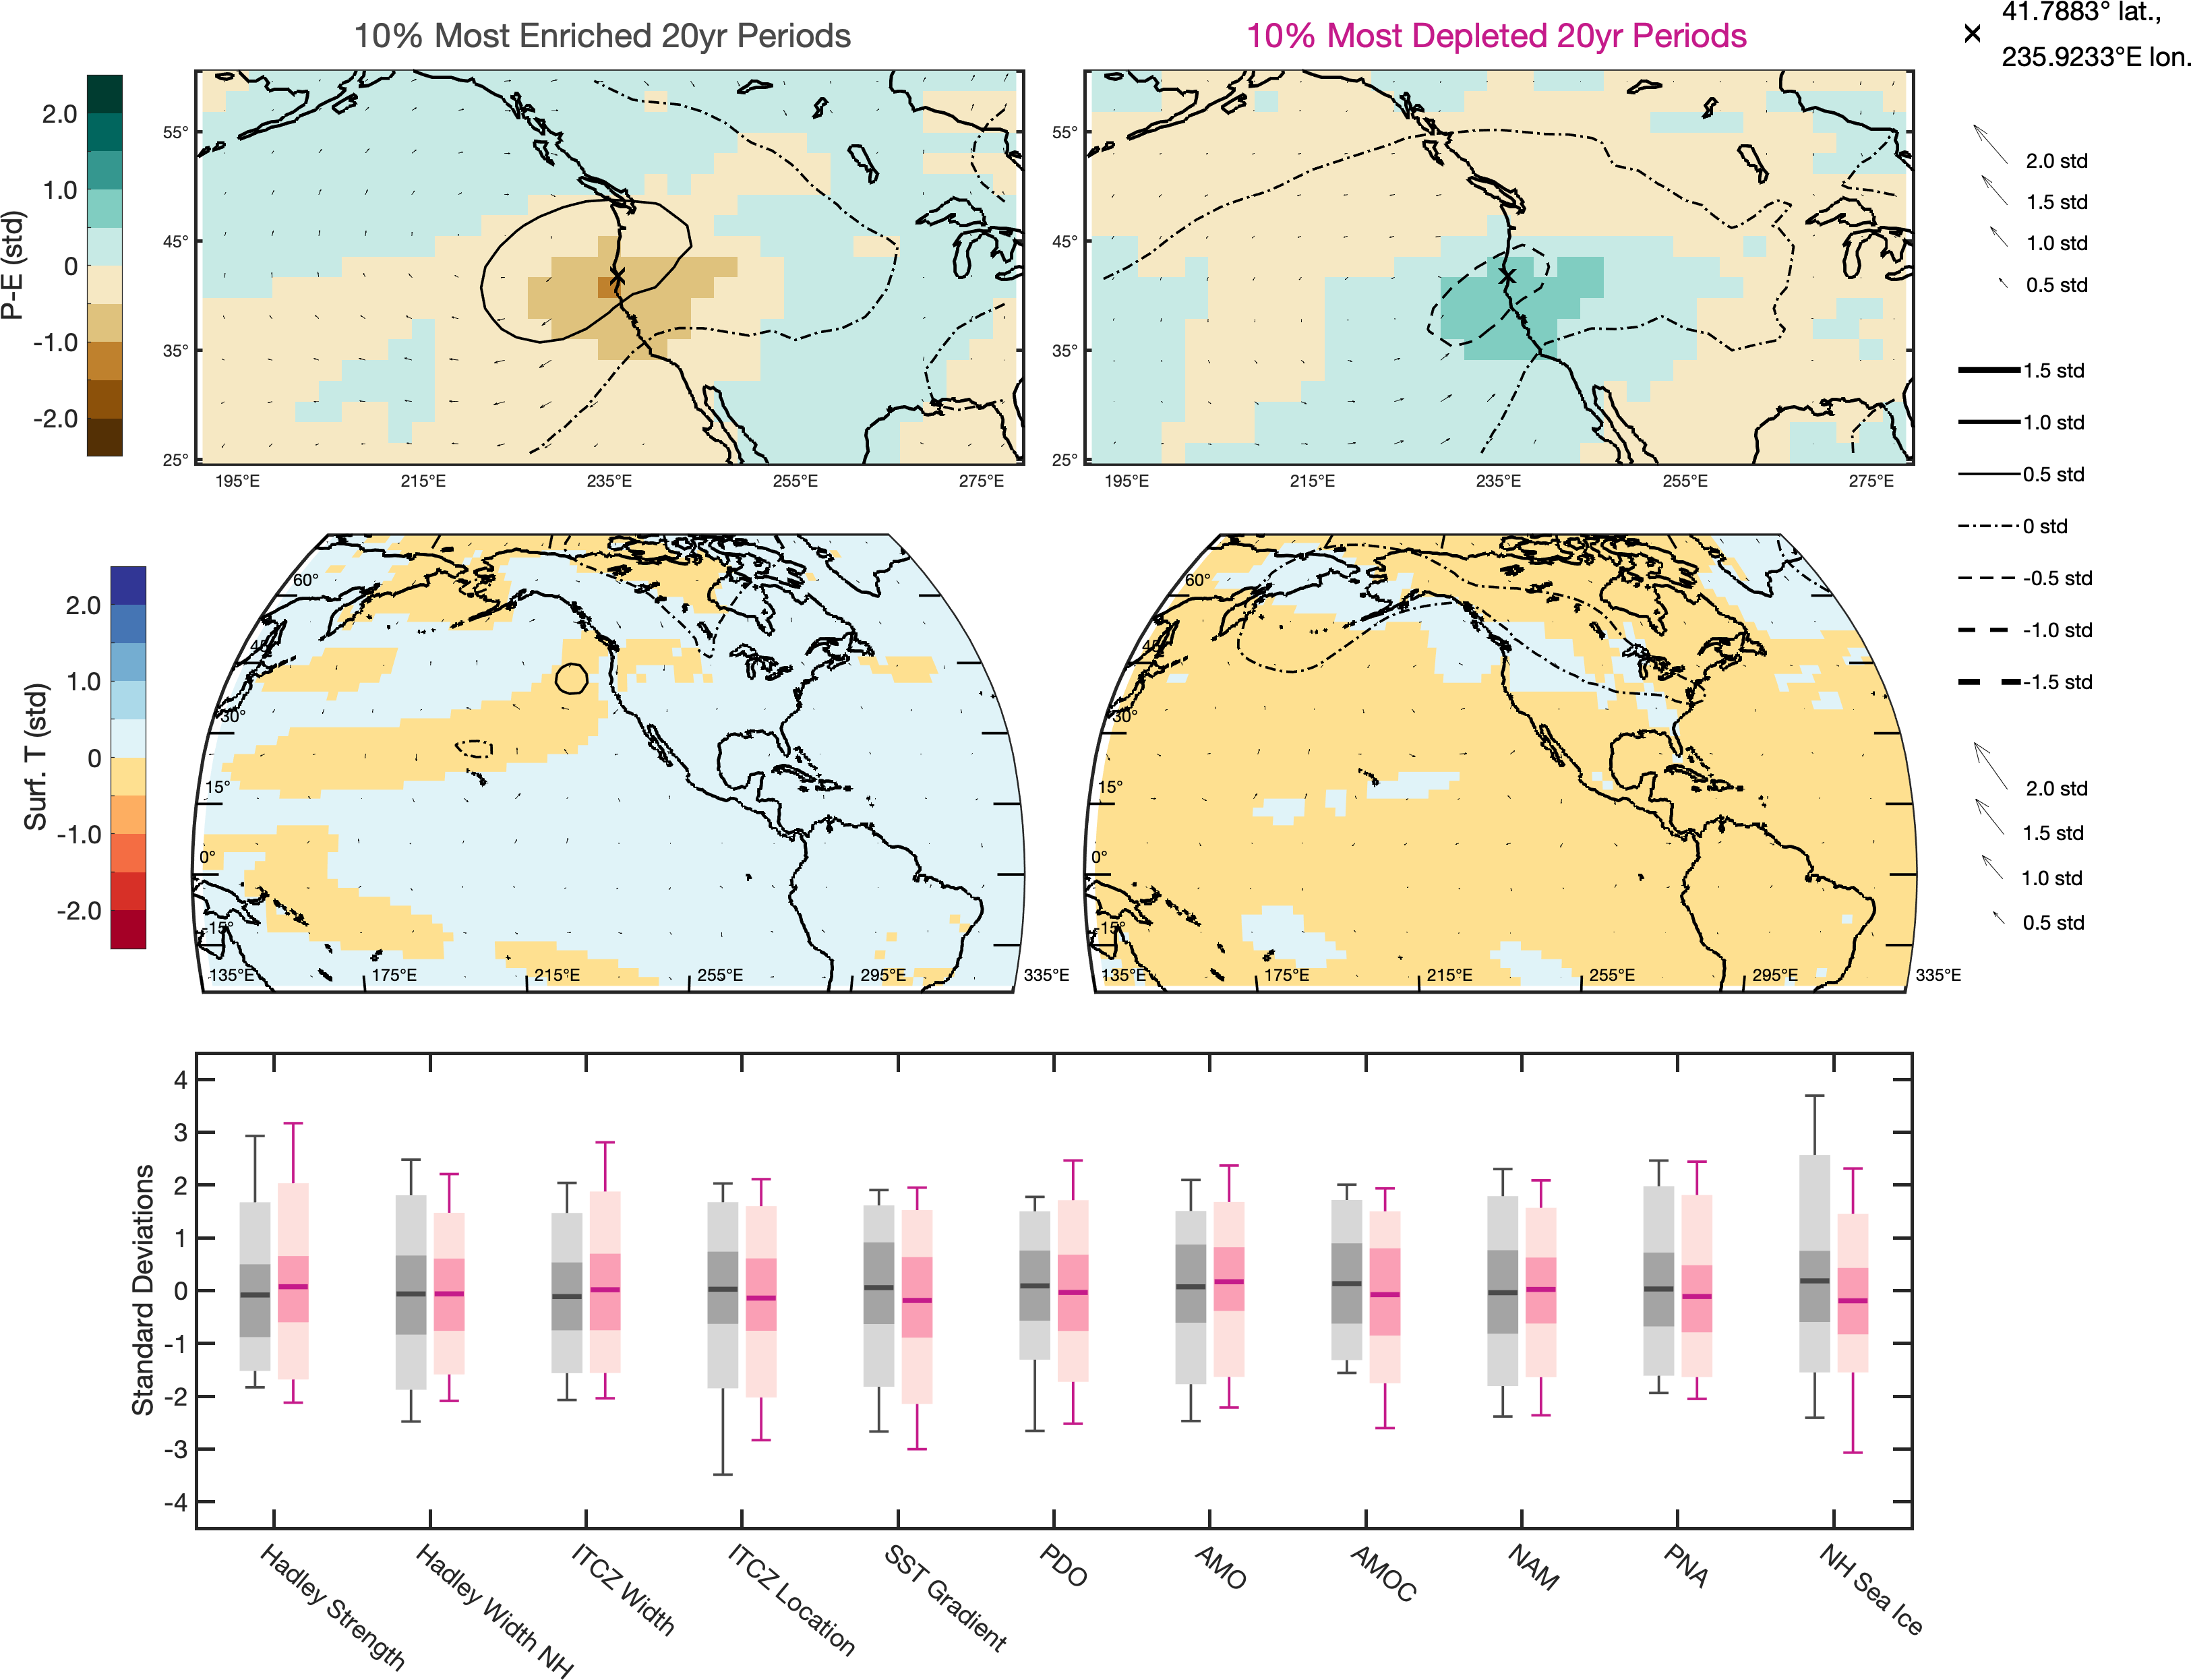 10% Most Enriched 20yr Periods
10% Most Depleted 20yr Periods
41.7883° lat.,
235.9233°E lon.
P-E (std)
2.0
1.0
0
-1.0
-2.0
55°
45°
35°
25°
195°E 215°E 235°E 255°E 275°E
55°
45°
35°
25°
195°E 215°E 235°E 255°E 275°E
2.0 std
1.5 std
1.0 std
0.5 std
1.5 std
1.0 std
0.5 std
0 std
-0.5 std
-1.0 std
-1.5 std
Surf. T (std)
2.0
1.0
0
-1.0
-2.0
60°
45°
30°
15°
0°
-15°
135°E 175°E 215°E 255°E 295°E 335°E
60°
45°
30°
15°
0°
-15°
135°E 175°E 215°E 255°E 295°E 335°E
2.0 std
1.5 std
1.0 std
0.5 std
Standard Deviations
4
3
2
1
0
-1
-2
-3
-4
Hadley Strength
Hadley Width NH
ITCZ Width
ITCZ Location
SST Gradient
PDO
AMO
AMOC
NAM
PNA
NH Sea Ice